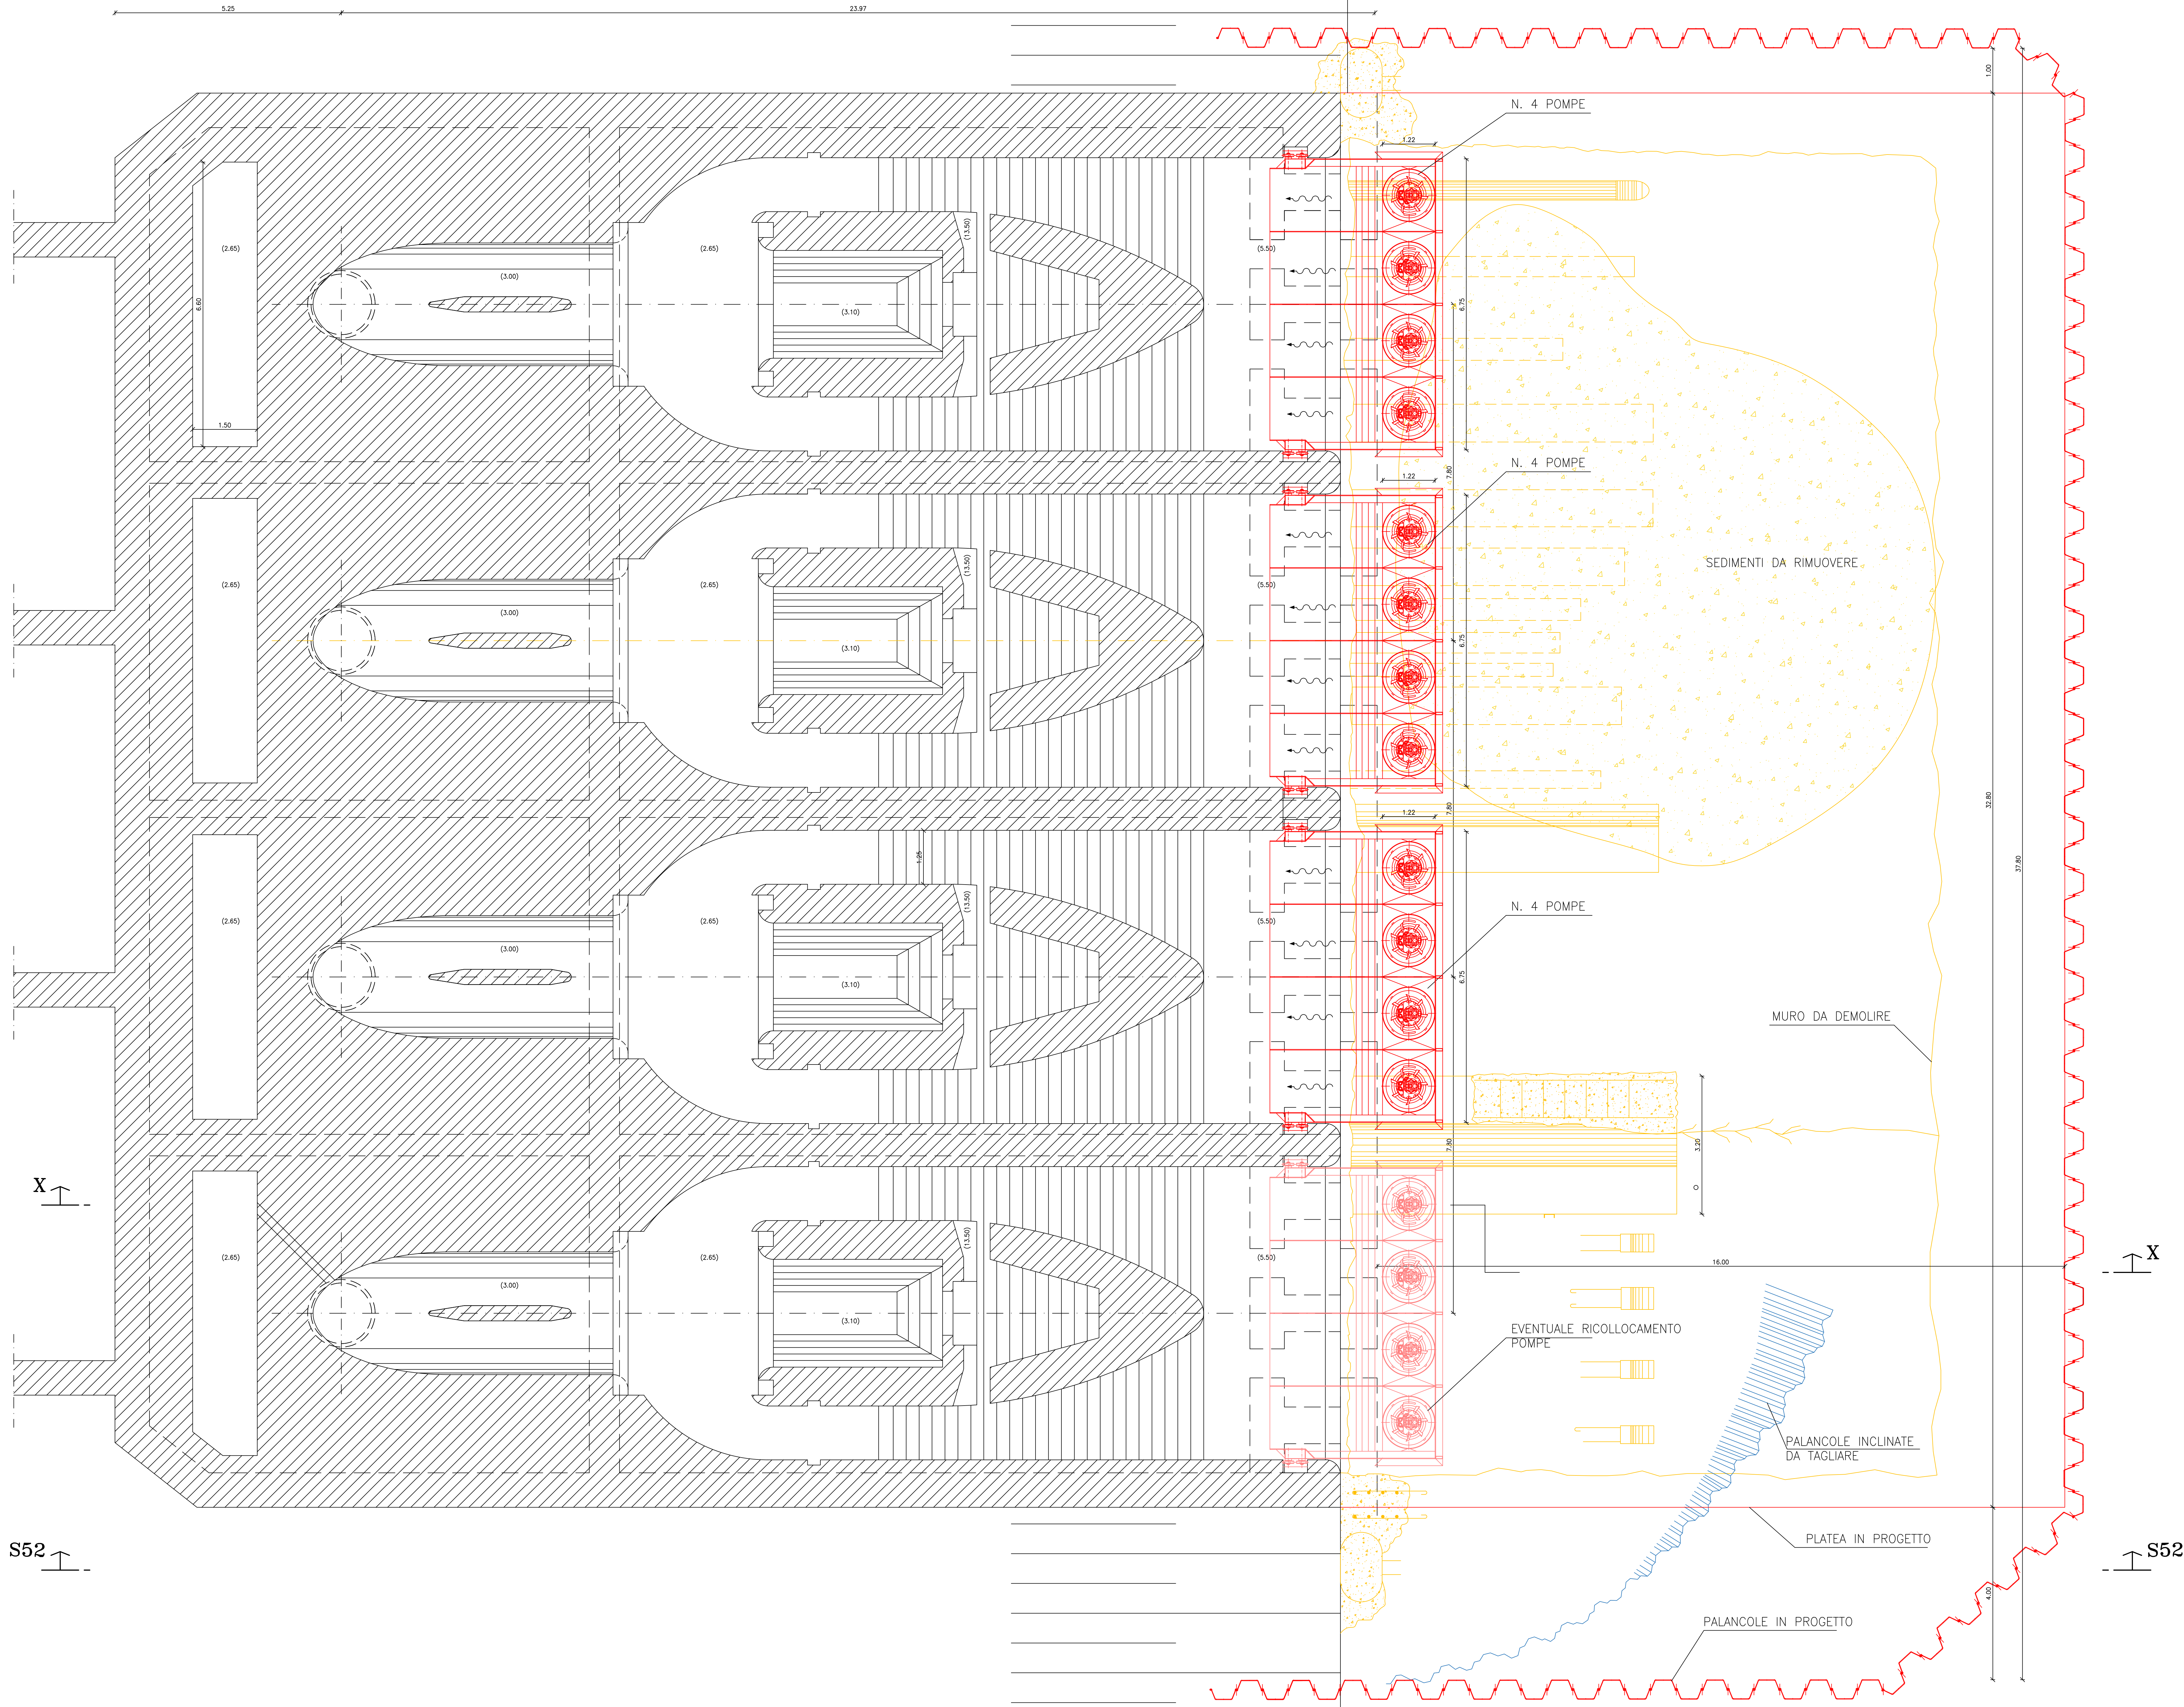 5.25
23.97
1.00
N. 4 POMPE
1.22
(2.65)
(2.65)
(13.50)
(5.50)
6.60
(3.00)
(3.10)
6.75
1.50
N. 4 POMPE
7.80
1.22
SEDIMENTI DA RIMUOVERE
(2.65)
(2.65)
(13.50)
(5.50)
(3.00)
(3.10)
6.75
7.80
1.22
32.80
37.80
1.25
N. 4 POMPE
(2.65)
(2.65)
(13.50)
(5.50)
(3.00)
(3.10)
6.75
MURO DA DEMOLIRE
7.80
3.20
X
X
(2.65)
(2.65)
(13.50)
(5.50)
16.00
(3.00)
(3.10)
EVENTUALE RICOLLOCAMENTO
POMPE
PALANCOLE INCLINATE
DA TAGLIARE
PLATEA IN PROGETTO
S52
S52
4.00
PALANCOLE IN PROGETTO